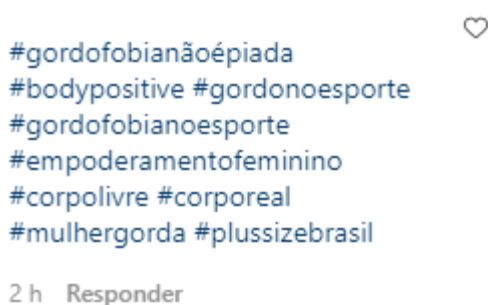 #gordofobianãoépiada
#bodypositive #gordonoesporte
#gordofobianoesporte
#empoderamentofeminino
#corpolivre #corporeal
#mulhergorda #plussizebrasil
2 h Responder